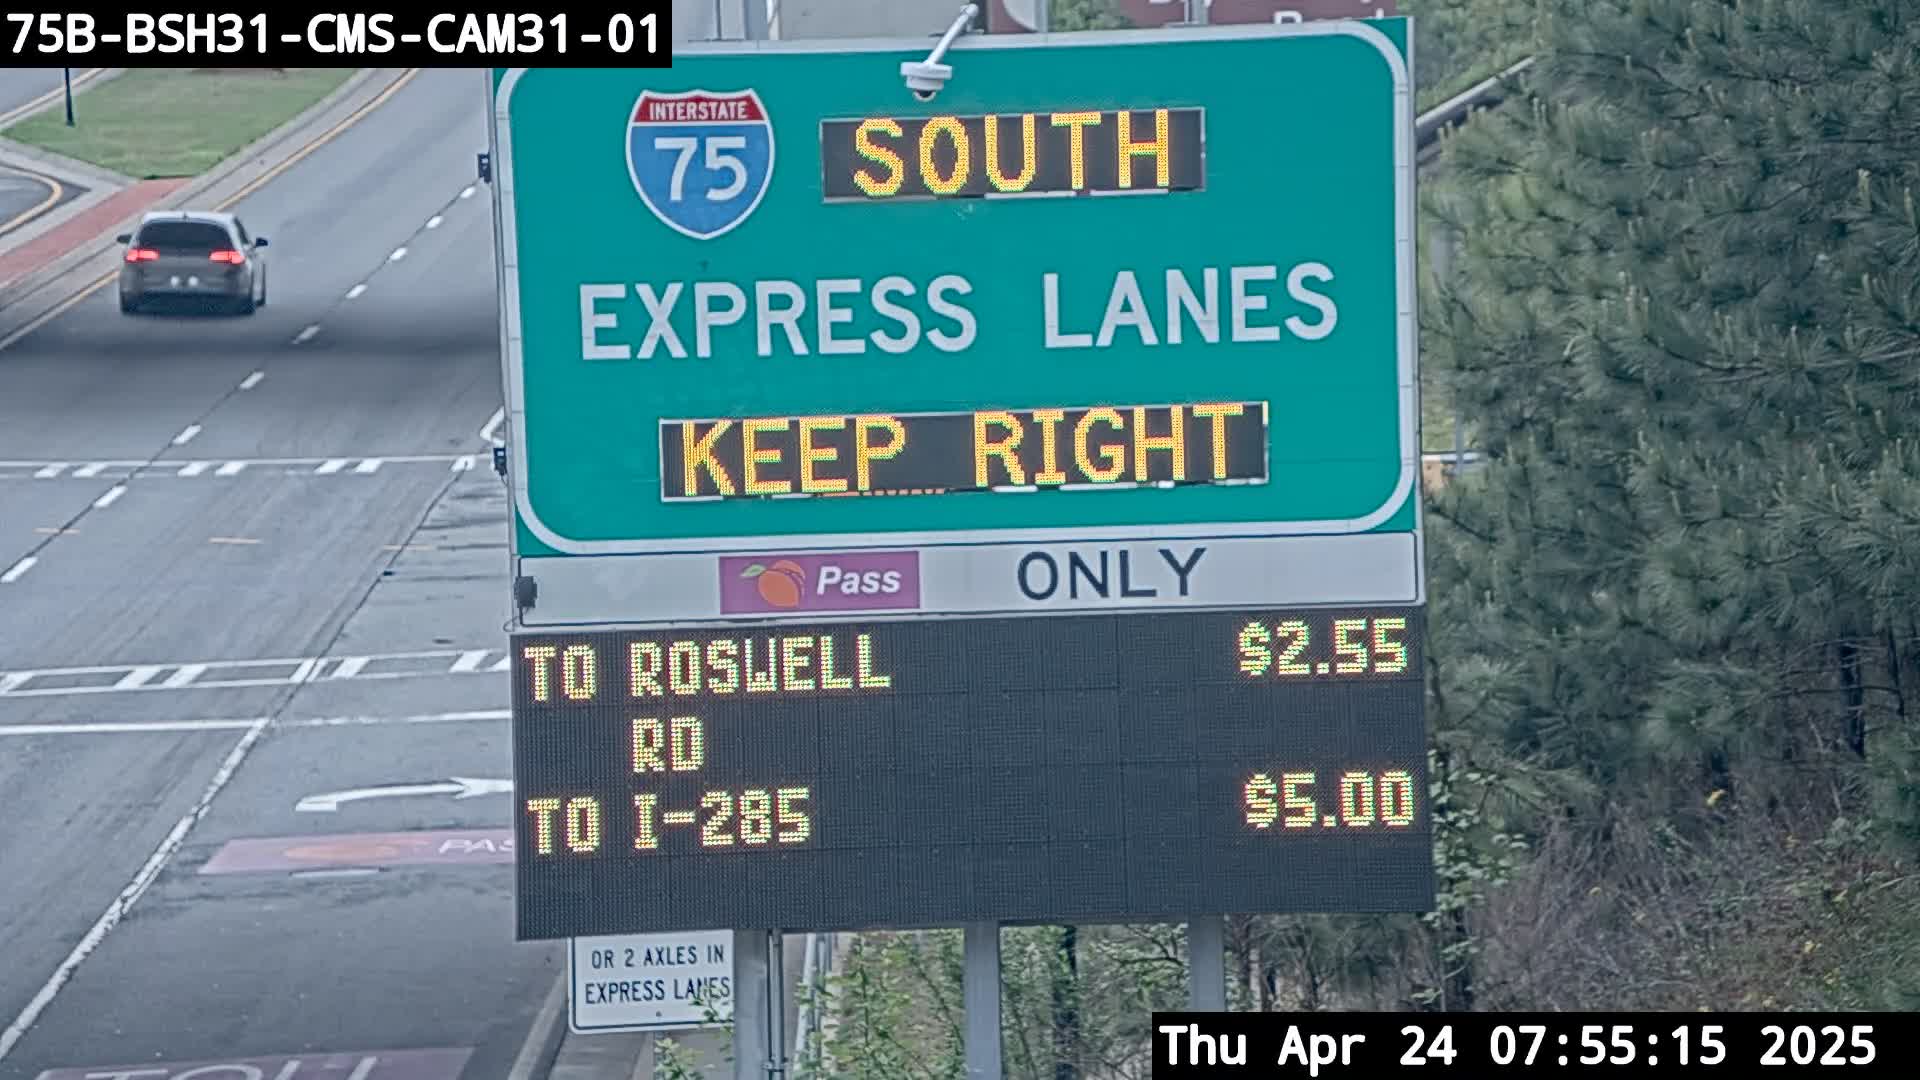 75B-BSH31-CMS-CAM31-01
INTERSTATE
75
SOUTH
EXPRESS LANES
KEEP RIGHT
Pass ONLY
TO ROSWELL $2.55
RD
TO I-285 $5.00
OR 2 AXLES IN
EXPRESS LANES
TOLL
Thu Apr 24 07:55:15 2025